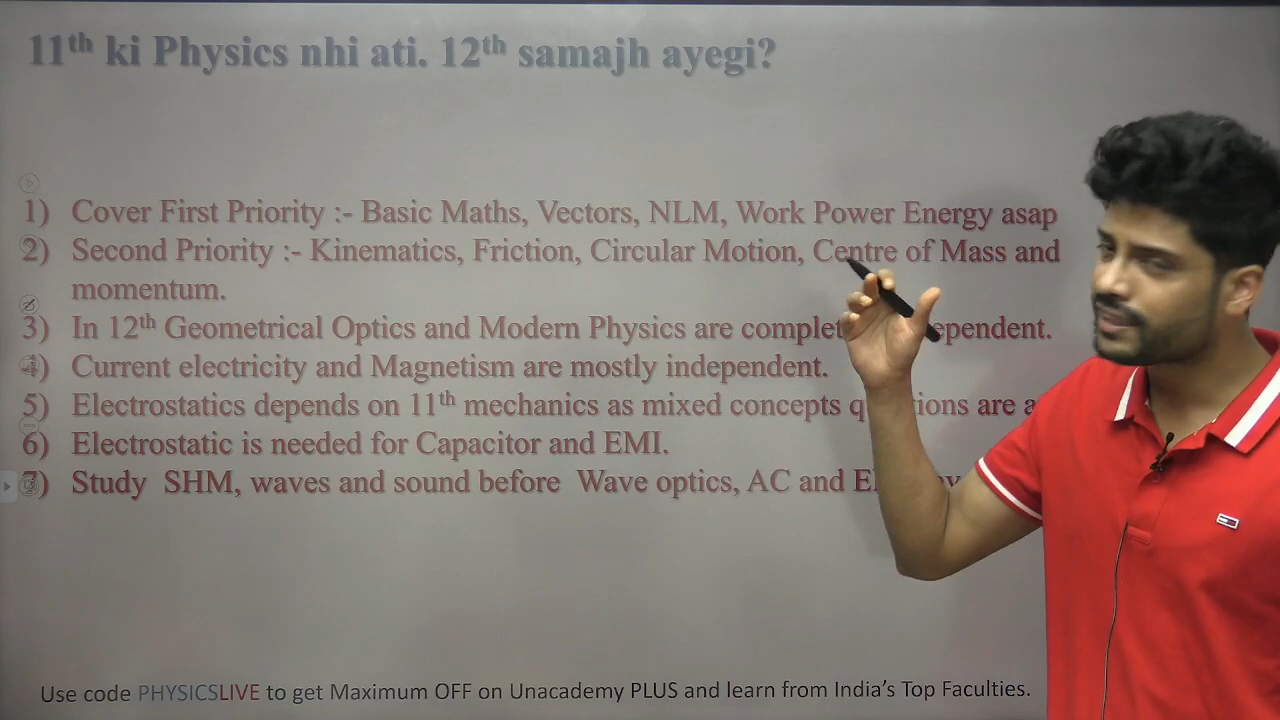 11th ki Physics nhi ati. 12th samajh ayegi?
1) Cover First Priority :- Basic Maths, Vectors, NLM, Work Power Energy asap
2) Second Priority :- Kinematics, Friction, Circular Motion, Centre of Mass and
momentum.
3) In 12th Geometrical Optics and Modern Physics are
4) Current electricity and Magnetism are mostly independent.
5) Electrostatics depends on 11th mechanics as mixed concepts are
6) Electrostatic is needed for Capacitor and EMI.
7) Study SHM, waves and sound before Wave optics, AC and
Use code PHYSICSLIVE to get Maximum OFF on Unacademy PLUS and learn from India's Top Faculties.